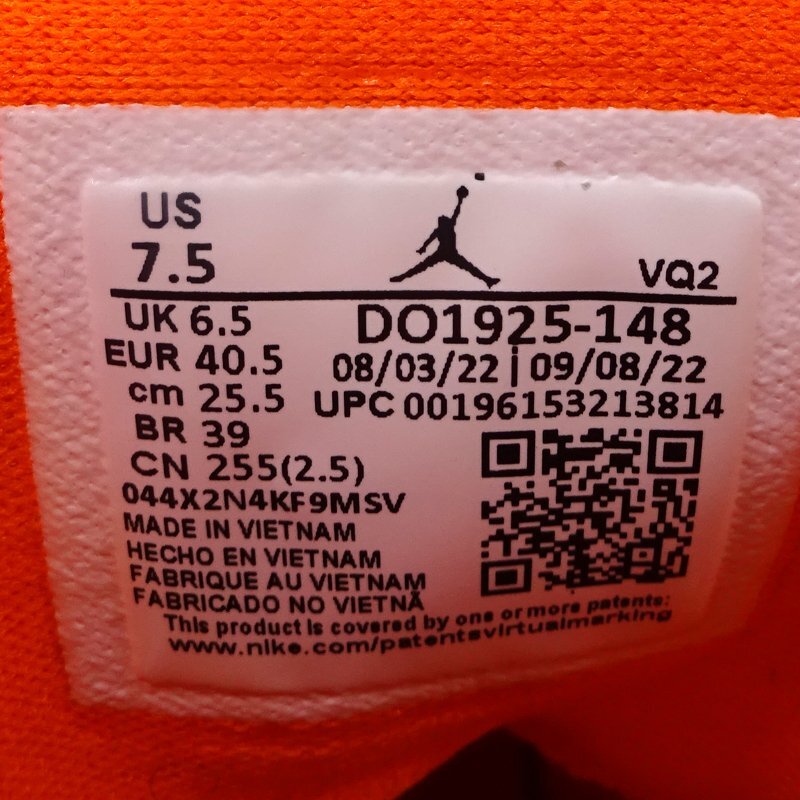 US
7.5
VQ2
UK 6.5
DO1925-148
EUR 40.5
08/03/22 | 09/08/22
cm 25.5
UPC 00196153213814
BR 39
CN 255(2.5)
044X2N4KF9MSV
MADE IN VIETNAM
HECHO EN VIETNAM
FABRIQUE AU VIETNAM
FABRICADO NO VIETNÃ
This product is covered by one or more patents:
www.nike.com/patentsvirtualmarking